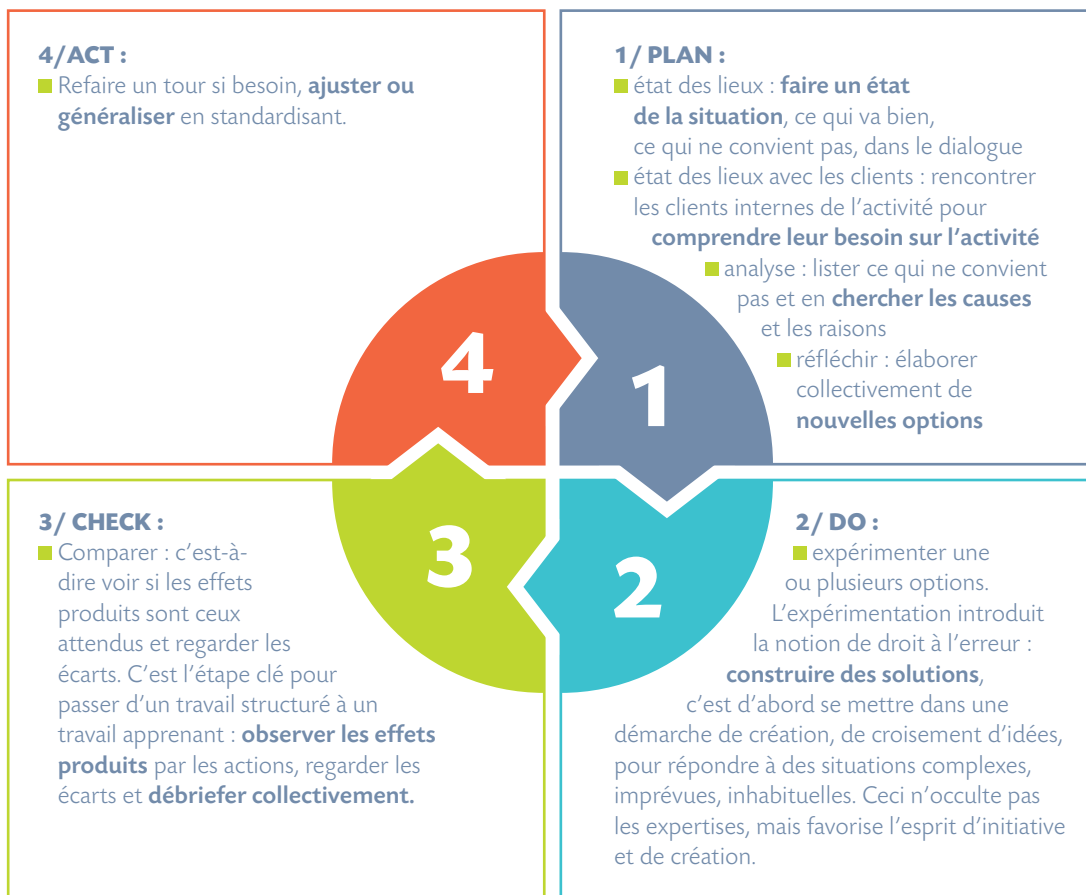 4/ACT :
Refaire un tour si besoin, ajuster ou
généraliser en standardisant.
1/ PLAN :
état des lieux : faire un état
de la situation, ce qui va bien,
ce qui ne convient pas, dans le dialogue
état des lieux avec les clients : rencontrer
les clients internes de l’activité pour
comprendre leur besoin sur l’activité
analyse : lister ce qui ne convient
pas et en chercher les causes
et les raisons
réfléchir : élaborer
collectivement de
nouvelles options
4
1
3
2
3/ CHECK :
Comparer : c’est-à-
dire voir si les effets
produits sont ceux
attendus et regarder les
écarts. C’est l’étape clé pour
passer d’un travail structuré à un
travail apprenant : observer les effets
produits par les actions, regarder les
écarts et débriefer collectivement.
2/ DO :
expérimenter une
ou plusieurs options.
L’expérimentation introduit
la notion de droit à l’erreur :
construire des solutions,
c’est d’abord se mettre dans une
démarche de création, de croisement d’idées,
pour répondre à des situations complexes,
imprévues, inhabituelles. Ceci n’occulte pas
les expertises, mais favorise l’esprit d’initiative
et de création.